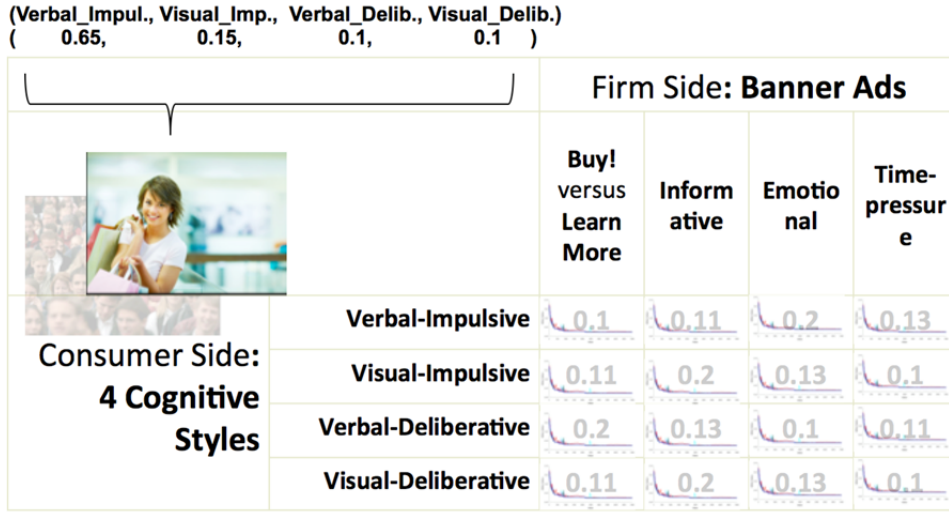 (Verbal_Impul., Visual_Imp., Verbal_Delib., Visual_Delib.)
( 0.65, 0.15, 0.1, 0.1 )
Firm Side: Banner Ads
Buy!
versus
Learn
More
Inform
ative
Emotio
nal
Time-
pressur
e
Consumer Side:
4 Cognitive
Styles
Verbal-Impulsive 0.1 0.11 0.2 0.13
Visual-Impulsive 0.11 0.2 0.13 0.1
Verbal-Deliberative 0.2 0.13 0.1 0.11
Visual-Deliberative 0.11 0.2 0.13 0.1